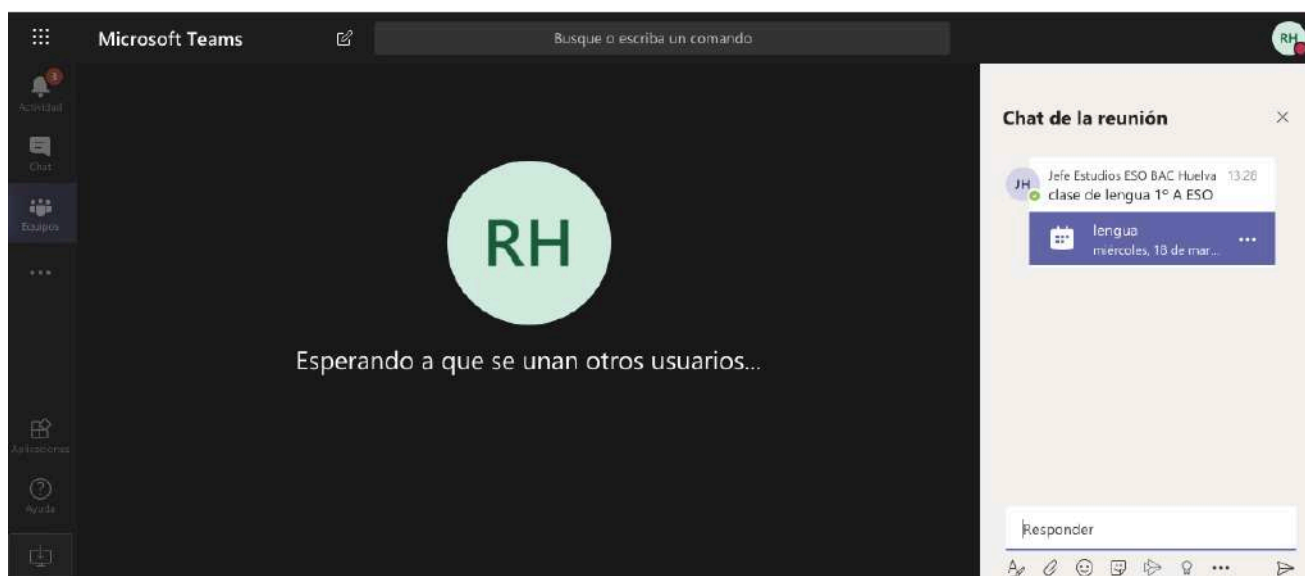 Microsoft Teams
Busque o escriba un comando
RH
3
Actividad
Chat
Equipos
Aplicaciones
Ayuda
RH
Esperando a que se unan otros usuarios...
Chat de la reunión
JH
Jefe Estudios ESO BAC Huelva 13:28
clase de lengua 1º A ESO
lengua
miércoles, 18 de mar...
Responder